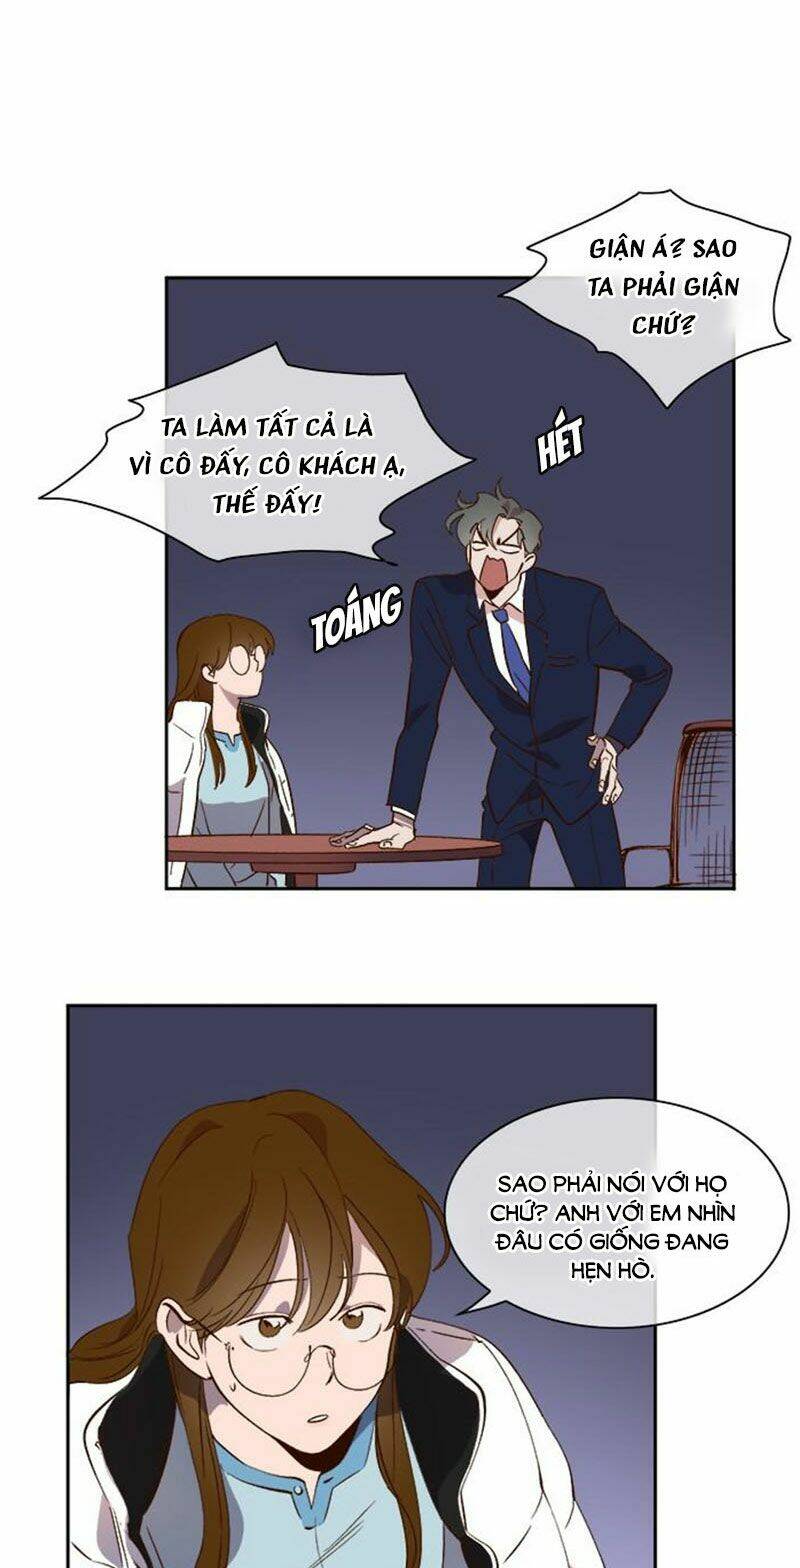 GIẬN Á? SAO
TA PHẢI GIẬN
CHỨ?
TA LÀM TẤT CẢ LÀ
VÌ CÔ ĐẤY, CÔ KHÁCH Ạ,
THẾ ĐẤY!
HÉT
TOÁNG
SAO PHẢI NÓI VỚI HỌ
CHỨ? ANH VỚI EM NHÌN
ĐÂU CÓ GIỐNG ĐANG
HẸN HÒ.